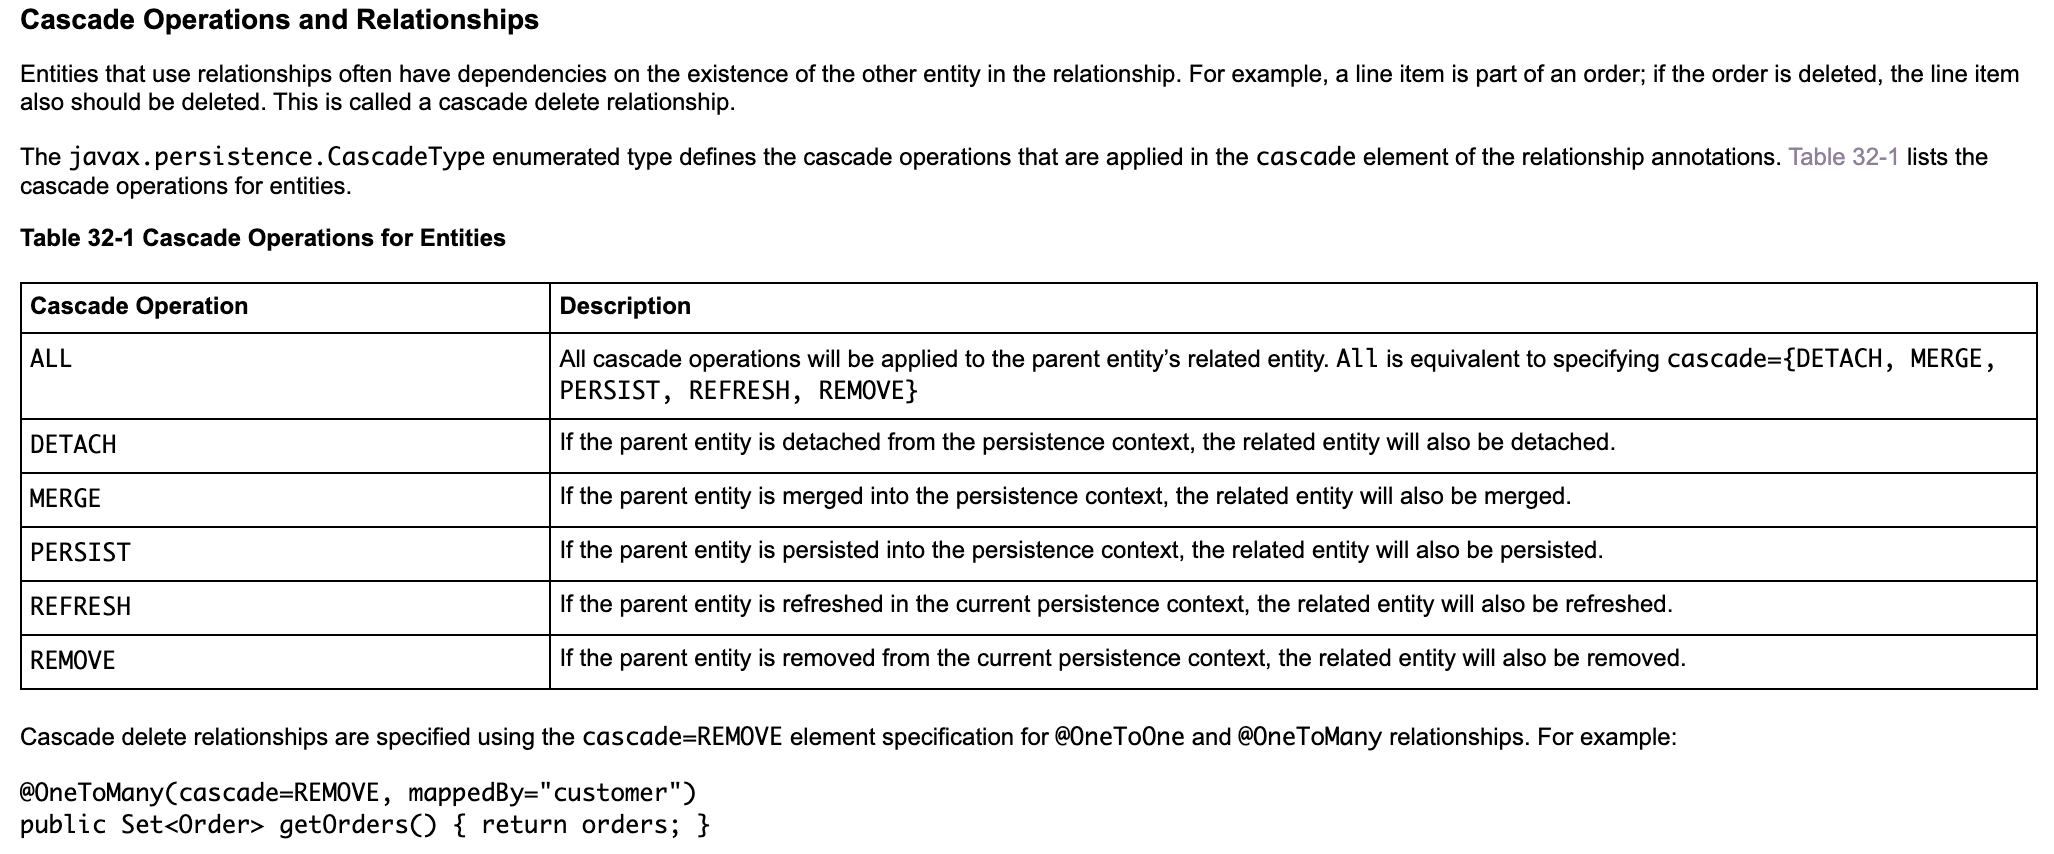 Cascade Operations and Relationships
Entities that use relationships often have dependencies on the existence of the other entity in the relationship. For example, a line item is part of an order; if the order is deleted, the line item
also should be deleted. This is called a cascade delete relationship.
The javax.persistence.CascadeType enumerated type defines the cascade operations that are applied in the cascade element of the relationship annotations. Table 32-1 lists the
cascade operations for entities.
Table 32-1 Cascade Operations for Entities
Cascade Operation Description
ALL All cascade operations will be applied to the parent entity’s related entity. All is equivalent to specifying cascade={DETACH, MERGE,
PERSIST, REFRESH, REMOVE}
DETACH If the parent entity is detached from the persistence context, the related entity will also be detached.
MERGE If the parent entity is merged into the persistence context, the related entity will also be merged.
PERSIST If the parent entity is persisted into the persistence context, the related entity will also be persisted.
REFRESH If the parent entity is refreshed in the current persistence context, the related entity will also be refreshed.
REMOVE If the parent entity is removed from the current persistence context, the related entity will also be removed.
Cascade delete relationships are specified using the cascade=REMOVE element specification for @OneToOne and @OneToMany relationships. For example:
@OneToMany(cascade=REMOVE, mappedBy="customer")
public Set<Order> getOrders() { return orders; }